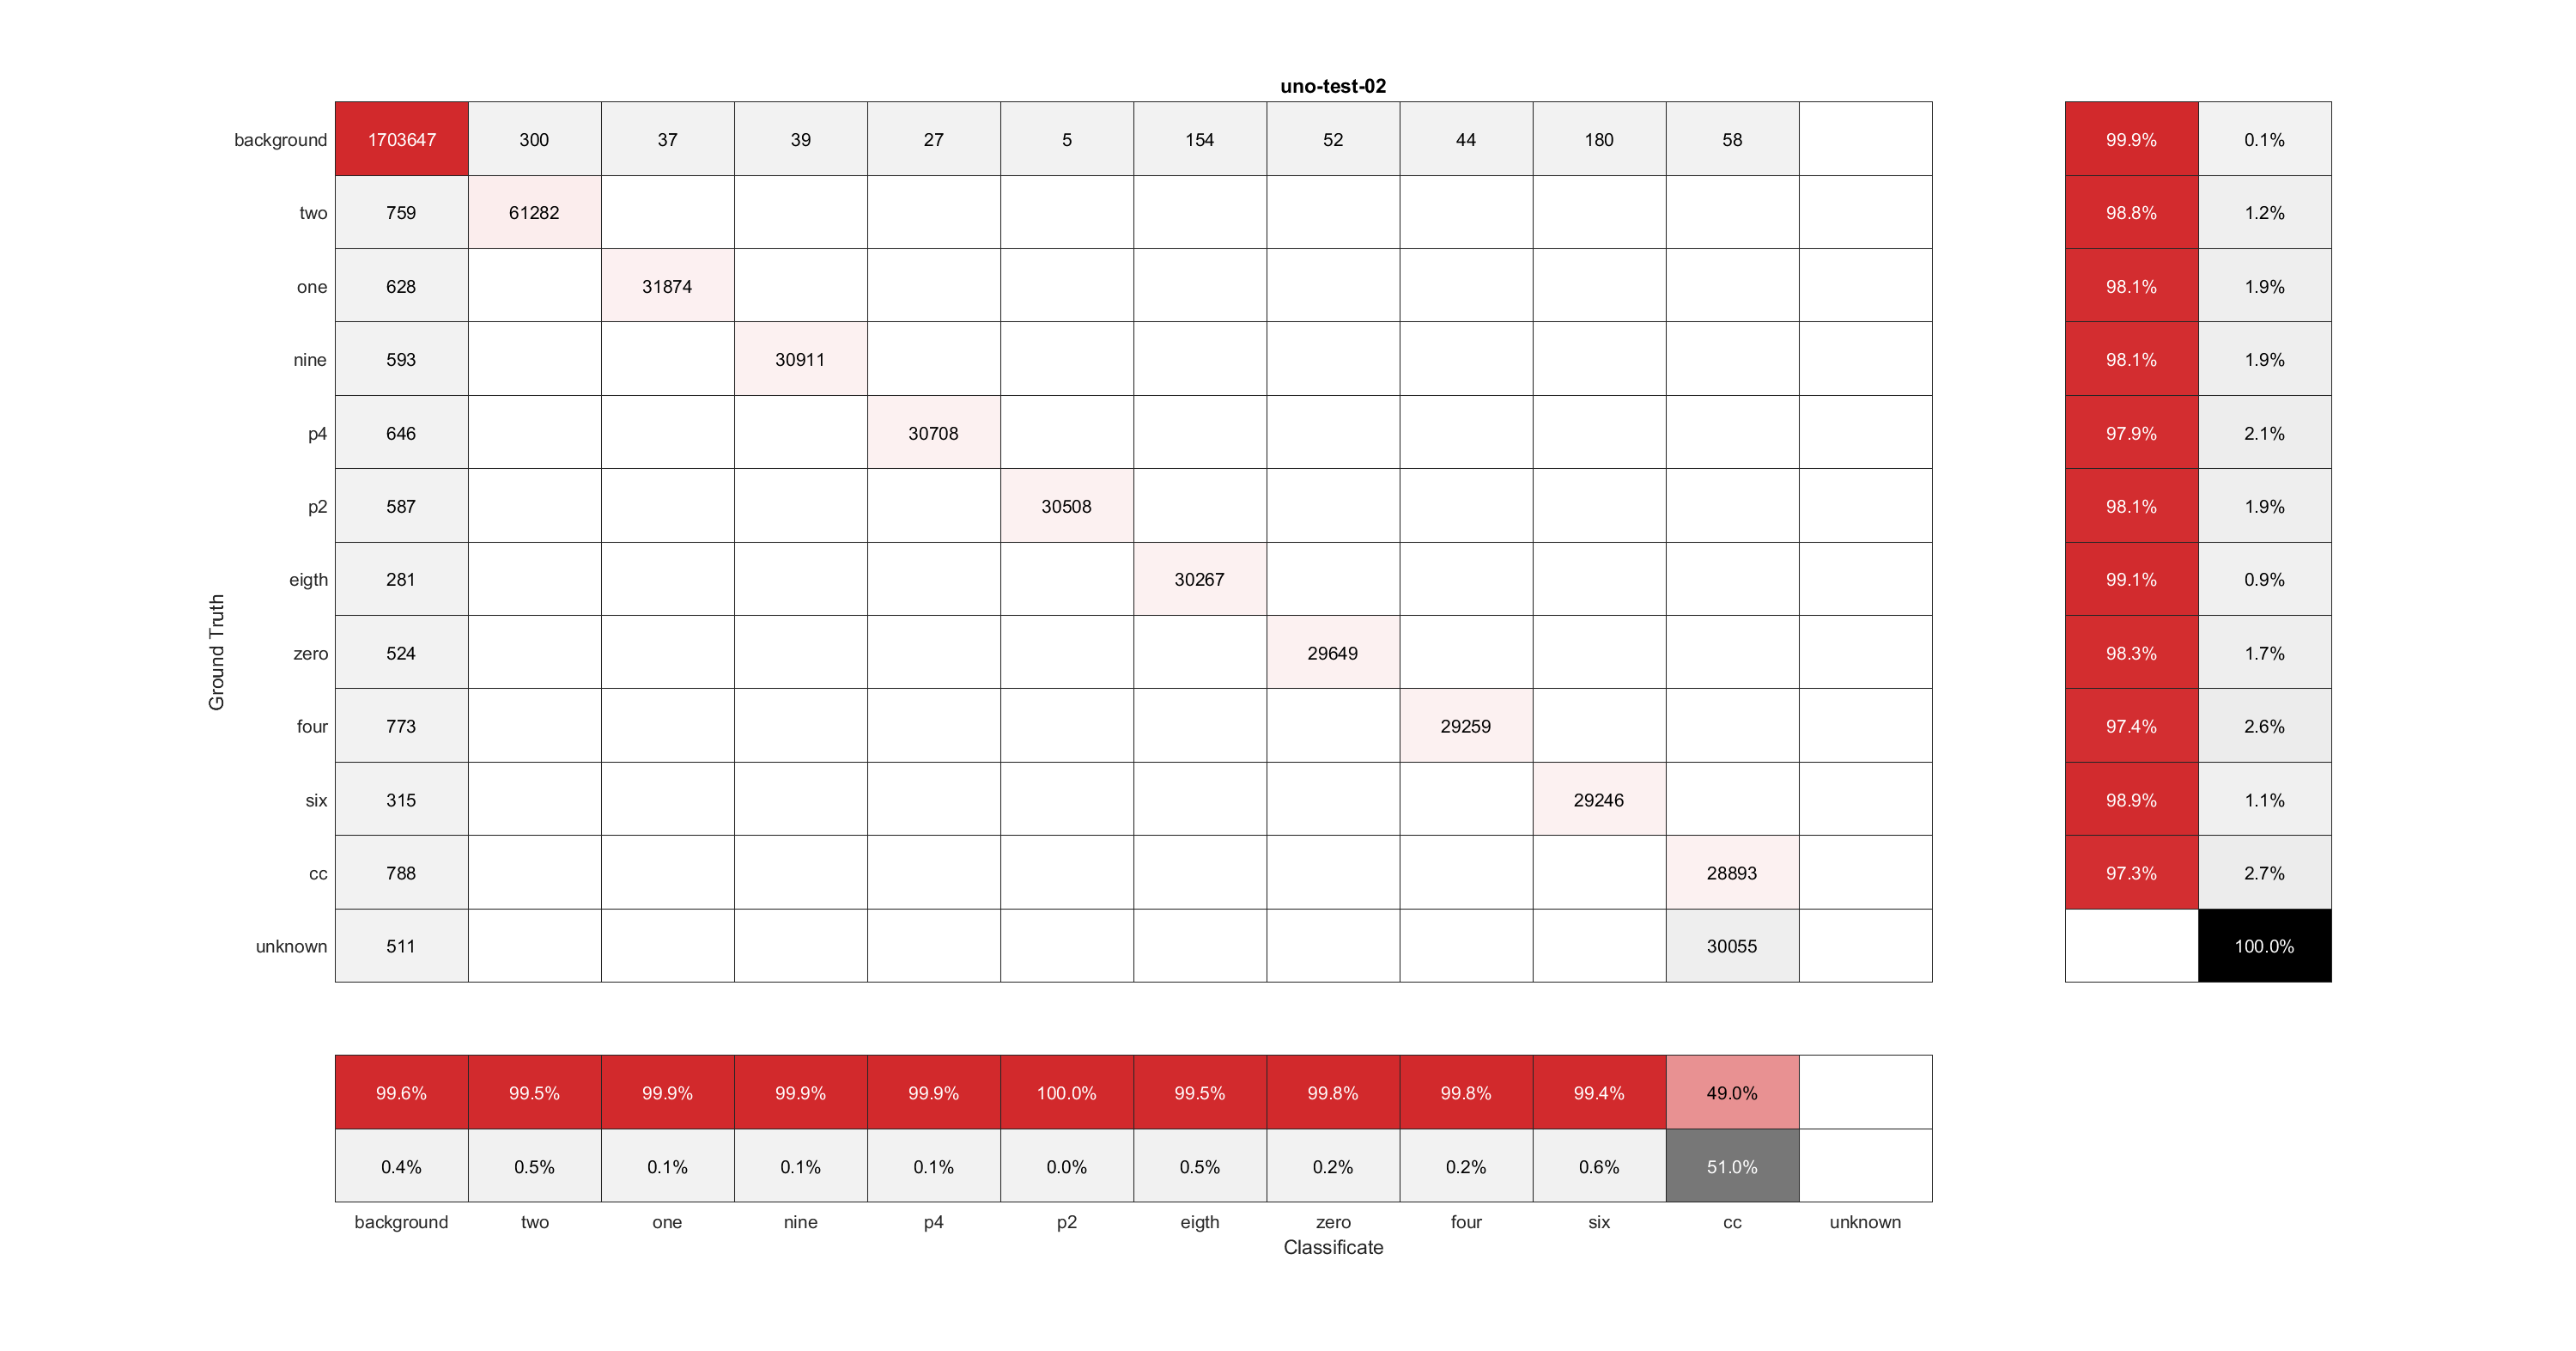 uno-test-02
background 1703647 300 37 39 27 5 154 52 44 180 58 99.9% 0.1%
two 759 61282 98.8% 1.2%
one 628 31874 98.1% 1.9%
nine 593 30911 98.1% 1.9%
p4 646 30708 97.9% 2.1%
p2 587 30508 98.1% 1.9%
eigth 281 30267 99.1% 0.9%
Ground Truth
zero 524 29649 98.3% 1.7%
four 773 29259 97.4% 2.6%
six 315 29246 98.9% 1.1%
cc 788 28893 97.3% 2.7%
unknown 511 30055 100.0%
99.6% 99.5% 99.9% 99.9% 99.9% 100.0% 99.5% 99.8% 99.8% 99.4% 49.0%
0.4% 0.5% 0.1% 0.1% 0.1% 0.0% 0.5% 0.2% 0.2% 0.6% 51.0%
background two one nine p4 p2 eigth zero four six cc unknown
Classificate